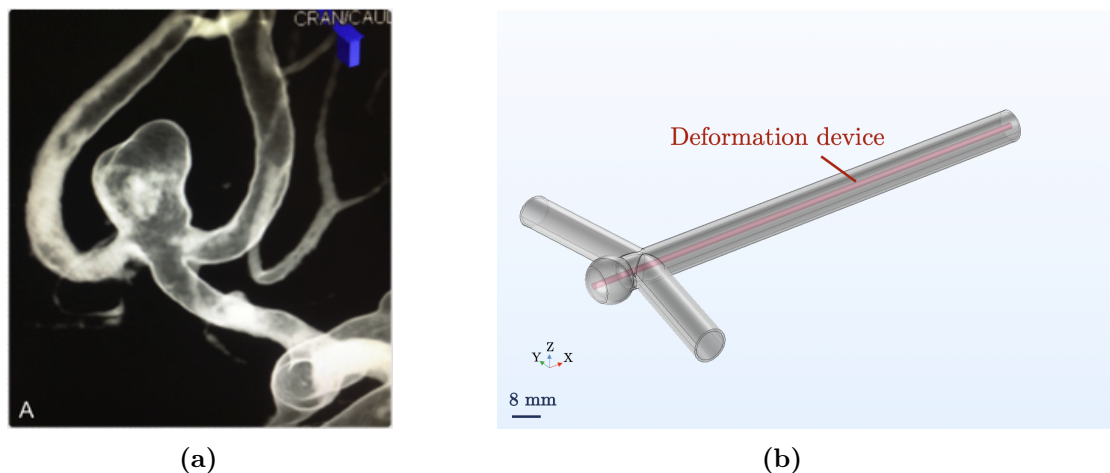 CRAN/CAUL
A
Deformation device
Z
Y X
8 mm
(a) (b)